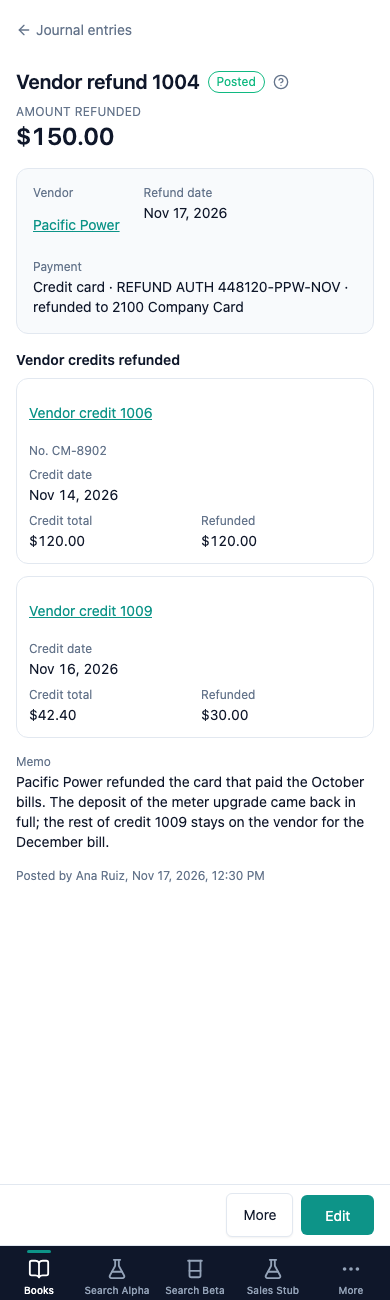 Journal entries
Vendor refund 1004 Posted
AMOUNT REFUNDED
$150.00
Vendor
Pacific Power
Refund date
Nov 17, 2026
Payment
Credit card · REFUND AUTH 448120-PPW-NOV ·
refunded to 2100 Company Card
Vendor credits refunded
Vendor credit 1006
No. CM-8902
Credit date
Nov 14, 2026
Credit total
$120.00
Refunded
$120.00
Vendor credit 1009
Credit date
Nov 16, 2026
Credit total
$42.40
Refunded
$30.00
Memo
Pacific Power refunded the card that paid the October
bills. The deposit of the meter upgrade came back in
full; the rest of credit 1009 stays on the vendor for the
December bill.
Posted by Ana Ruiz, Nov 17, 2026, 12:30 PM
More
Edit
Books
Search Alpha
Search Beta
Sales Stub
More